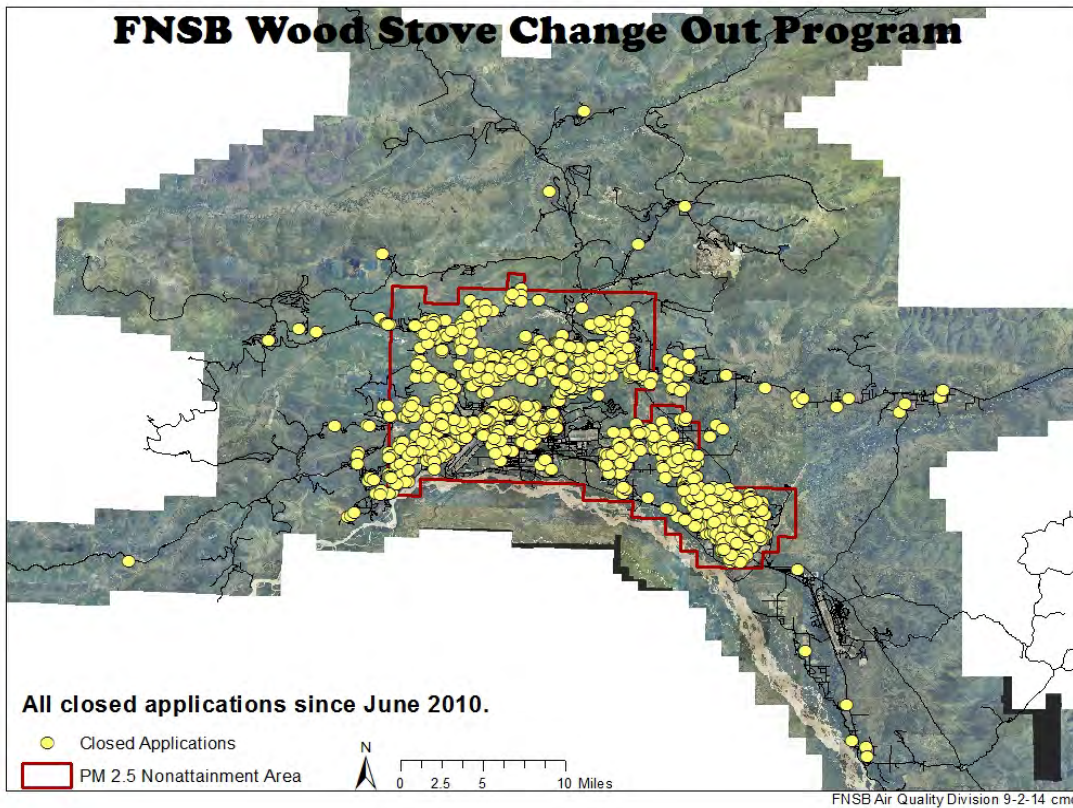 FNSB Wood Stove Change Out Program
All closed applications since June 2010.
Closed Applications
PM 2.5 Nonattainment Area
N
0 2.5 5 10 Miles
FNSB Air Quality Division 9-2-14 cmc